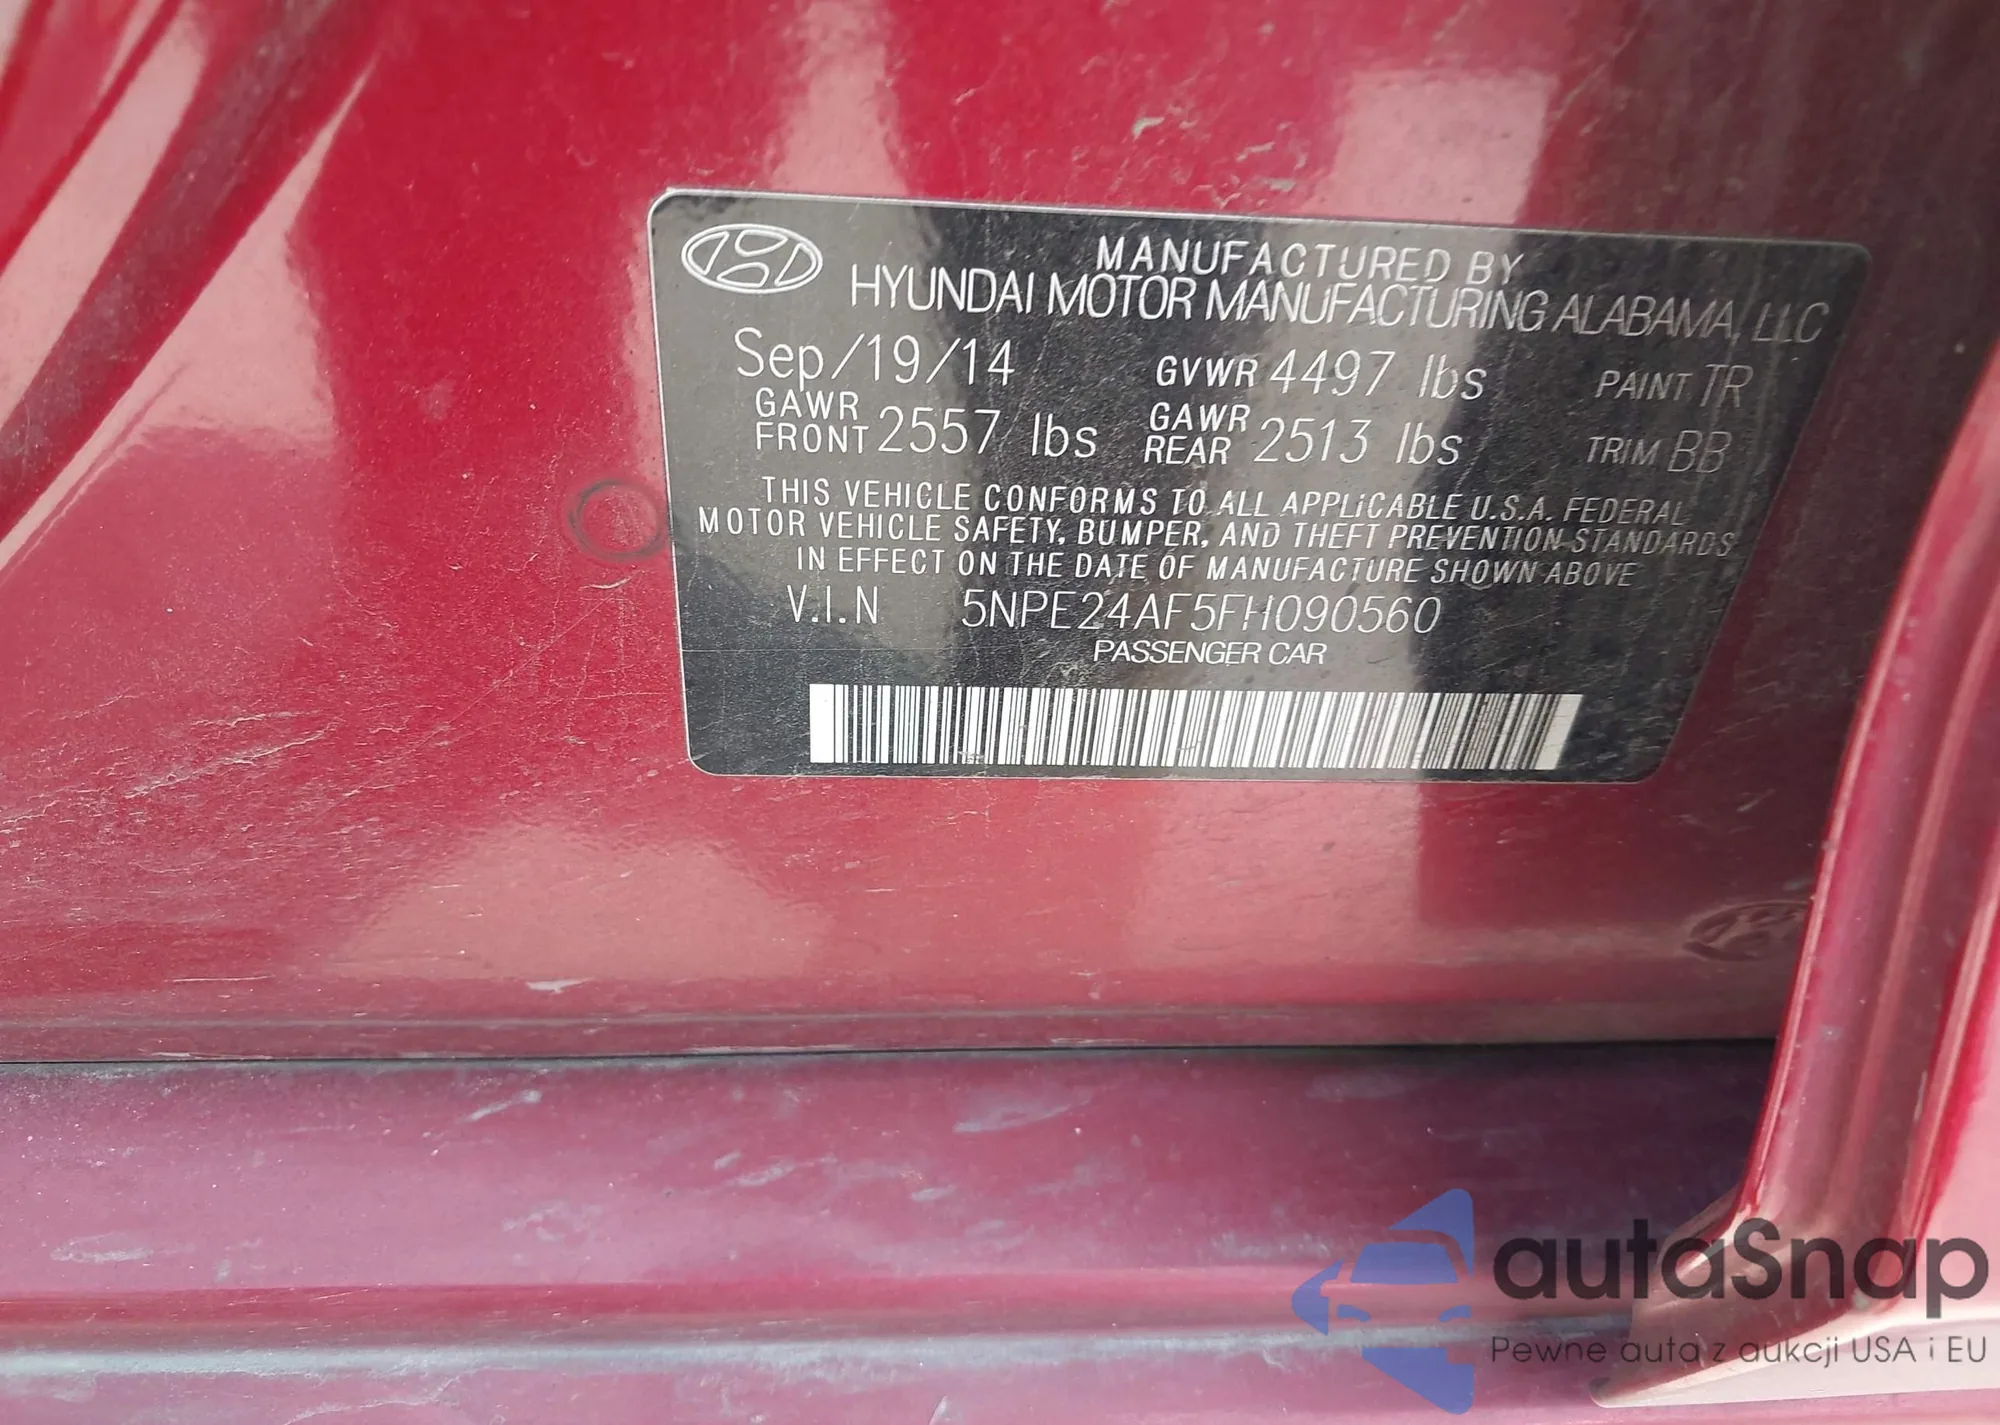 MANUFACTURED BY
HYUNDAI MOTOR MANUFACTURING ALABAMA, LLC
Sep/19/14 GVWR 4497 lbs PAINT TR
GAWR FRONT 2557 lbs GAWR REAR 2513 lbs TRIM BB
THIS VEHICLE CONFORMS TO ALL APPLICABLE U.S.A. FEDERAL
MOTOR VEHICLE SAFETY, BUMPER, AND THEFT PREVENTION STANDARDS
IN EFFECT ON THE DATE OF MANUFACTURE SHOWN ABOVE
V.I.N 5NPE24AF5FH090560
PASSENGER CAR
autaSnap
Pewne auta z aukcji USA i EU